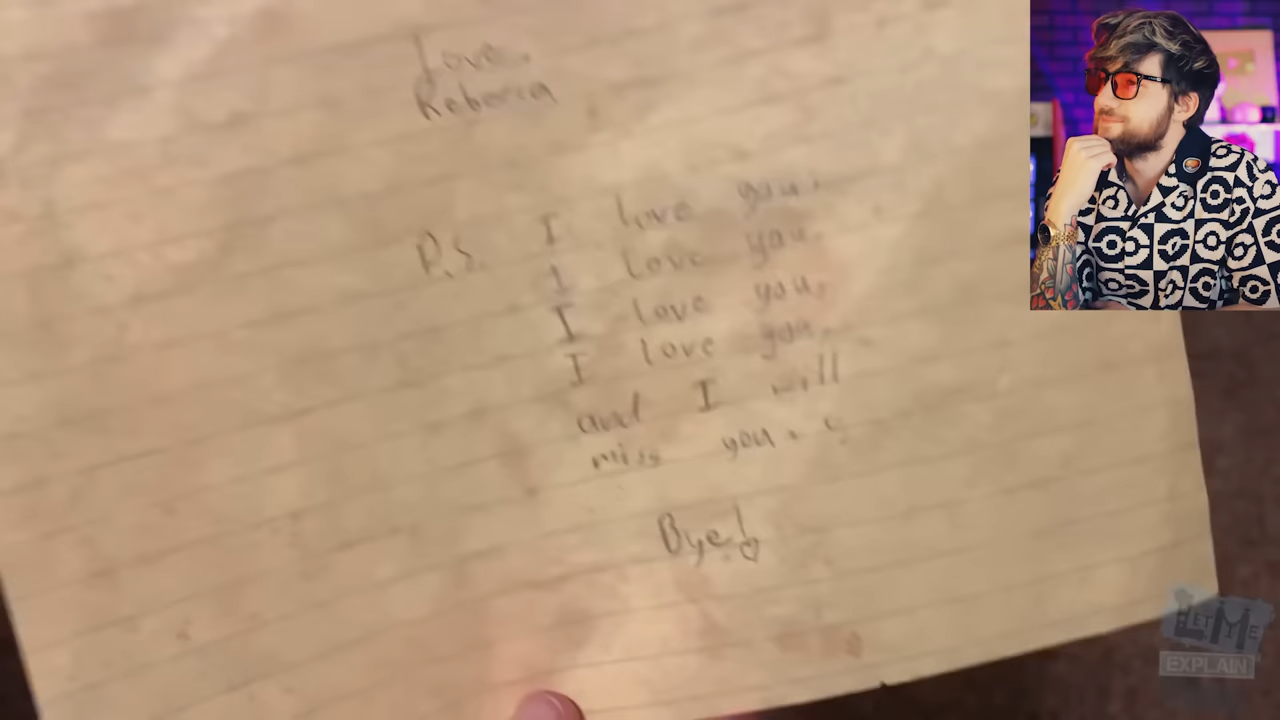 Love,
Rebecca
P.S. I love you.
I love you.
I love you.
I love you.
and I will
miss you.
Bye!
LET ME
EXPLAIN